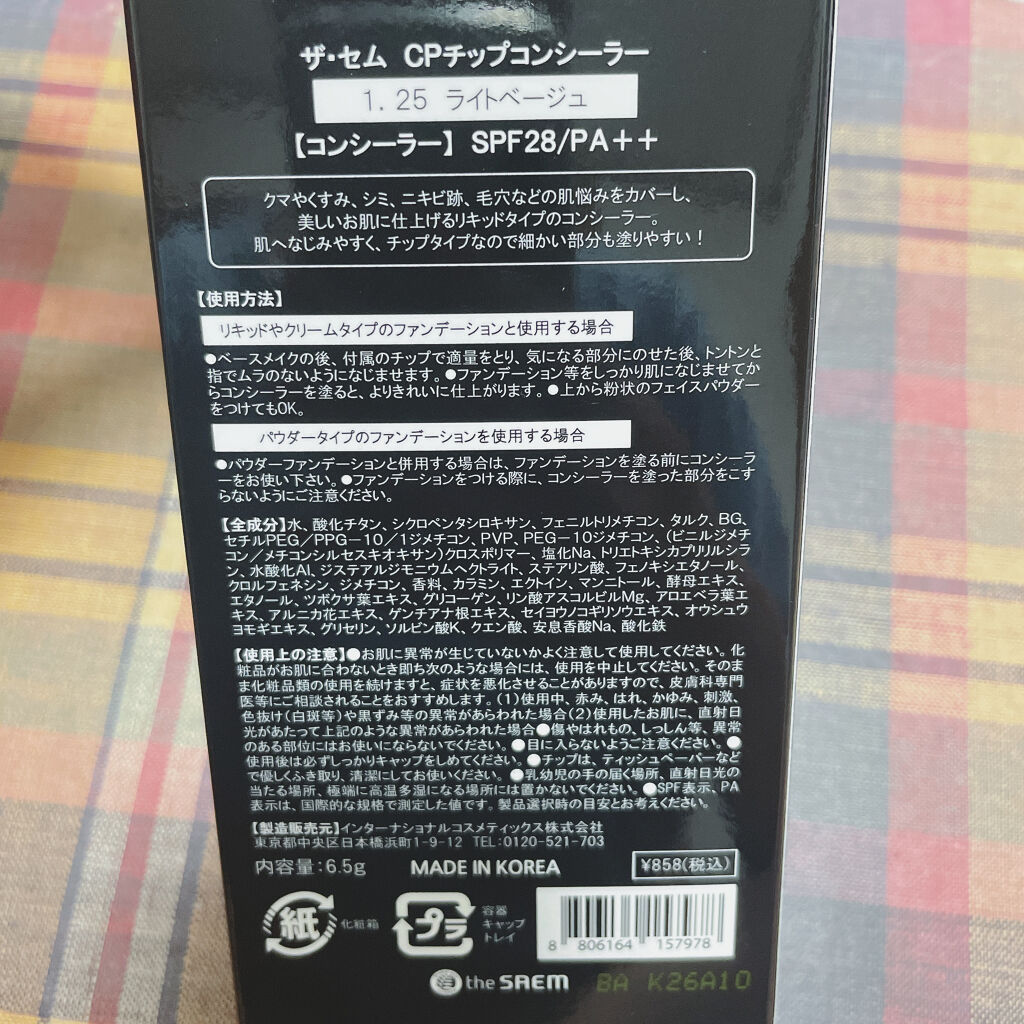 ザ・セム CPチップコンシーラー
1.25 ライトベージュ
【コンシーラー】SPF28/PA++
クマやくすみ、シミ、ニキビ跡、毛穴などの肌悩みをカバーし、
美しいお肌に仕上げるリキッドタイプのコンシーラー。
肌へなじみやすく、チップタイプなので細かい部分も塗りやすい!
【使用方法】
リキッドやクリームタイプのファンデーションと使用する場合
●ベースメイクの後、付属のチップで適量をとり、気になる部分にのせた後、トントンと
指でムラのないようになじませます。●ファンデーション等をしっかり肌になじませてか
らコンシーラーを塗ると、よりきれいに仕上がります。●上から粉状のフェイスパウダー
をつけてもOK。
パウダータイプのファンデーションを使用する場合
●パウダーファンデーションと併用する場合は、ファンデーションを塗る前にコンシーラ
ーをお使い下さい。●ファンデーションをつける際に、コンシーラーを塗った部分をこす
らないようにご注意ください。
【全成分】水、酸化チタン、シクロペンタシロキサン、フェニルトリメチコン、タルク、BG、
セチルPEG/PPG-10/1ジメチコン、PVP、PEG-10ジメチコン、(ビニルジメチ
コン/メチコンシルセスキオキサン)クロスポリマー、塩化Na、トリエトキシカプリリルシラ
ン、水酸化Al、ジステアルジモニウムヘクトライト、ステアリン酸、フェノキシエタノール、
クロルフェネシン、ジメチコン、香料、カラミン、エクトイン、マンニトール、酵母エキス、
エタノール、ツボクサ葉エキス、グリコーゲン、リン酸アスコルビルMg、アロエベラ葉エ
キス、アルニカ花エキス、ゲンチアナ根エキス、セイヨウノコギリソウエキス、オウシュウ
ヨモギエキス、グリセリン、ソルビン酸K、クエン酸、安息香酸Na、酸化鉄
【使用上の注意】●お肌に異常が生じていないかよく注意して使用してください。化
粧品がお肌に合わないとき即ち次のような場合には、使用を中止してください。そのま
ま化粧品類の使用を続けますと、症状を悪化させることがありますので、皮膚科専門
医等にご相談されることをおすすめします。(1)使用中、赤み、はれ、かゆみ、刺激、
色抜け(白斑等)や黒ずみ等の異常があらわれた場合(2)使用したお肌に、直射日
光があたって上記のような異常があらわれた場合●傷やはれもの、しっしん等、異常
のある部位にはお使いにならないでください。●目に入らないようご注意ください。●
使用後は必ずしっかりキャップをしめてください。●チップは、ティッシュペーパーなど
で優しくふき取り、清潔にしてお使いください。●乳幼児の手の届く場所、直射日光の
当たる場所、極端に高温多湿になる場所には置かないでください。●SPF表示、PA
表示は、国際的な規格で測定した値です。製品選択時の目安とお考えください。
【製造販売元】インターナショナルコスメティックス株式会社
東京都中央区日本橋浜町1-9-12 TEL:0120-521-703
内容量:6.5g MADE IN KOREA ¥858(税込)
紙 化粧箱 プラ 容器
キャップ
トレイ
8 806164 157978
the SAEM BA K26A10